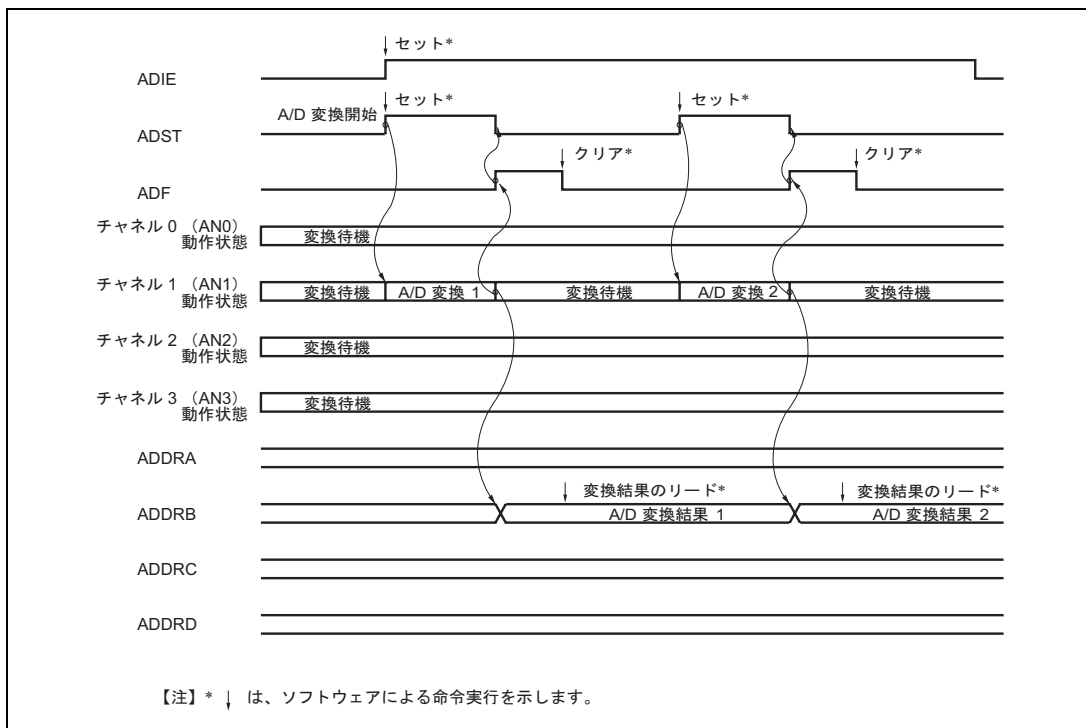 セット*
ADIE
A/D 変換開始 セット* セット*
ADST
クリア* クリア*
ADF
チャネル 0 (AN0)
動作状態
変換待機
チャネル 1 (AN1)
動作状態
変換待機 A/D 変換 1 変換待機 A/D 変換 2 変換待機
チャネル 2 (AN2)
動作状態
変換待機
チャネル 3 (AN3)
動作状態
変換待機
ADDRA
↓ 変換結果のリード* ↓ 変換結果のリード*
ADDRB A/D 変換結果 1 A/D 変換結果 2
ADDRC
ADDRD
【注】* ↓ は、ソフトウェアによる命令実行を示します。